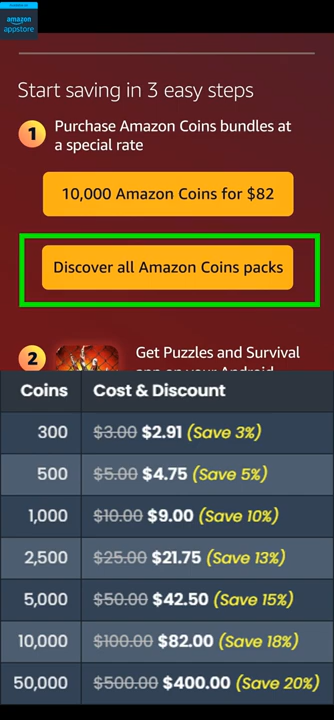 amazon
appstore
Start saving in 3 easy steps
1 Purchase Amazon Coins bundles at
a special rate
10,000 Amazon Coins for $82
Discover all Amazon Coins packs
2 Get Puzzles and Survival
app on your Android
Coins Cost & Discount
300 $3.00 $2.91 (Save 3%)
500 $5.00 $4.75 (Save 5%)
1,000 $10.00 $9.00 (Save 10%)
2,500 $25.00 $21.75 (Save 13%)
5,000 $50.00 $42.50 (Save 15%)
10,000 $100.00 $82.00 (Save 18%)
50,000 $500.00 $400.00 (Save 20%)